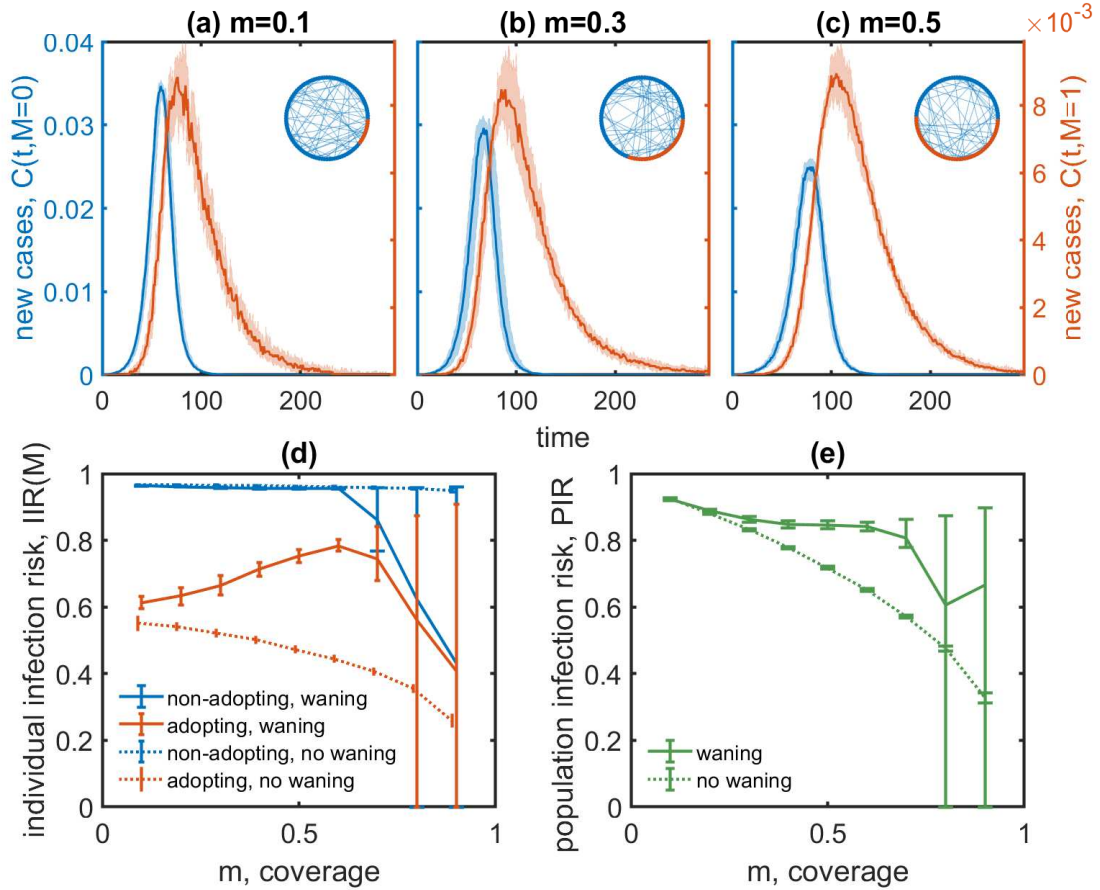 (a) m=0.1
(b) m=0.3
(c) m=0.5
×10⁻³
new cases, C(t,M=0)
0.04
0.03
0.02
0.01
0
8
6
4
2
0
new cases, C(t,M=1)
0 100 200
0 100 200
0 100 200
time
(d)
individual infection risk, IIR(M)
1
0.8
0.6
0.4
0.2
0
non-adopting, waning
adopting, waning
non-adopting, no waning
adopting, no waning
0 0.5 1
m, coverage
(e)
population infection risk, PIR
1
0.8
0.6
0.4
0.2
0
waning
no waning
0 0.5 1
m, coverage